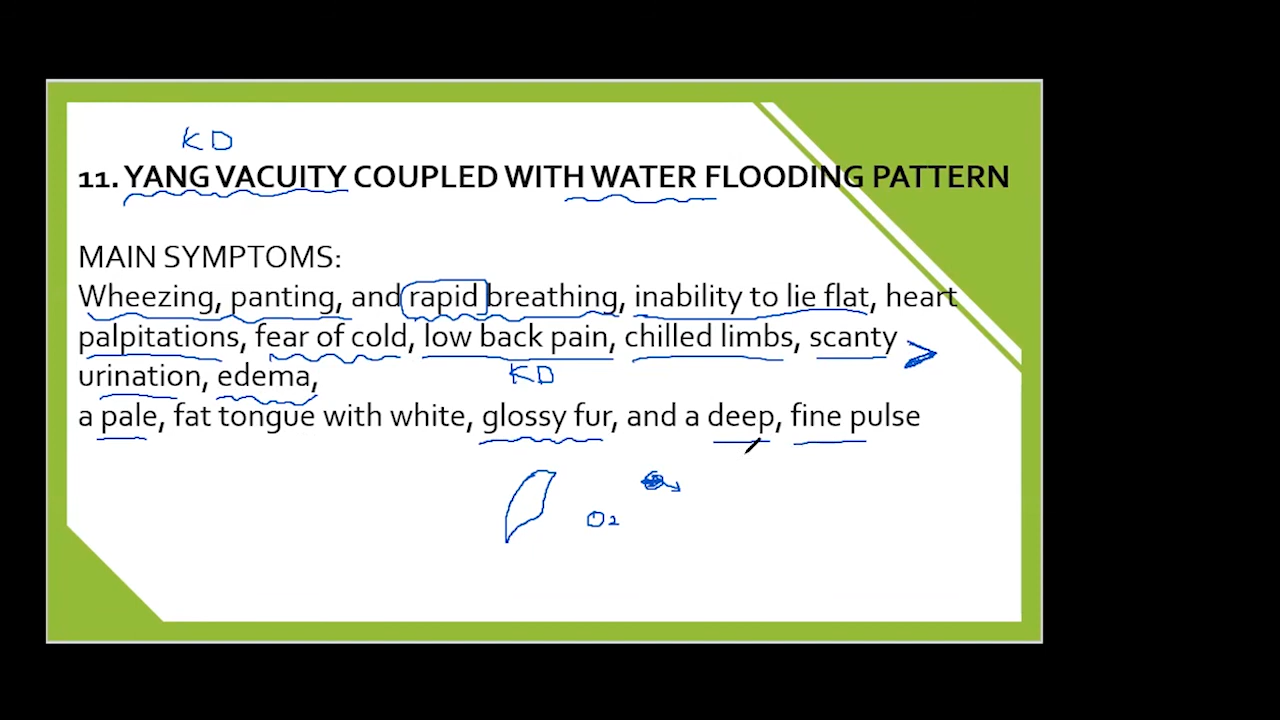 KD
11. YANG VACUITY COUPLED WITH WATER FLOODING PATTERN
MAIN SYMPTOMS:
Wheezing, panting, and rapid breathing, inability to lie flat, heart
palpitations, fear of cold, low back pain, chilled limbs, scanty
KD
urination, edema,
a pale, fat tongue with white, glossy fur, and a deep, fine pulse
O2